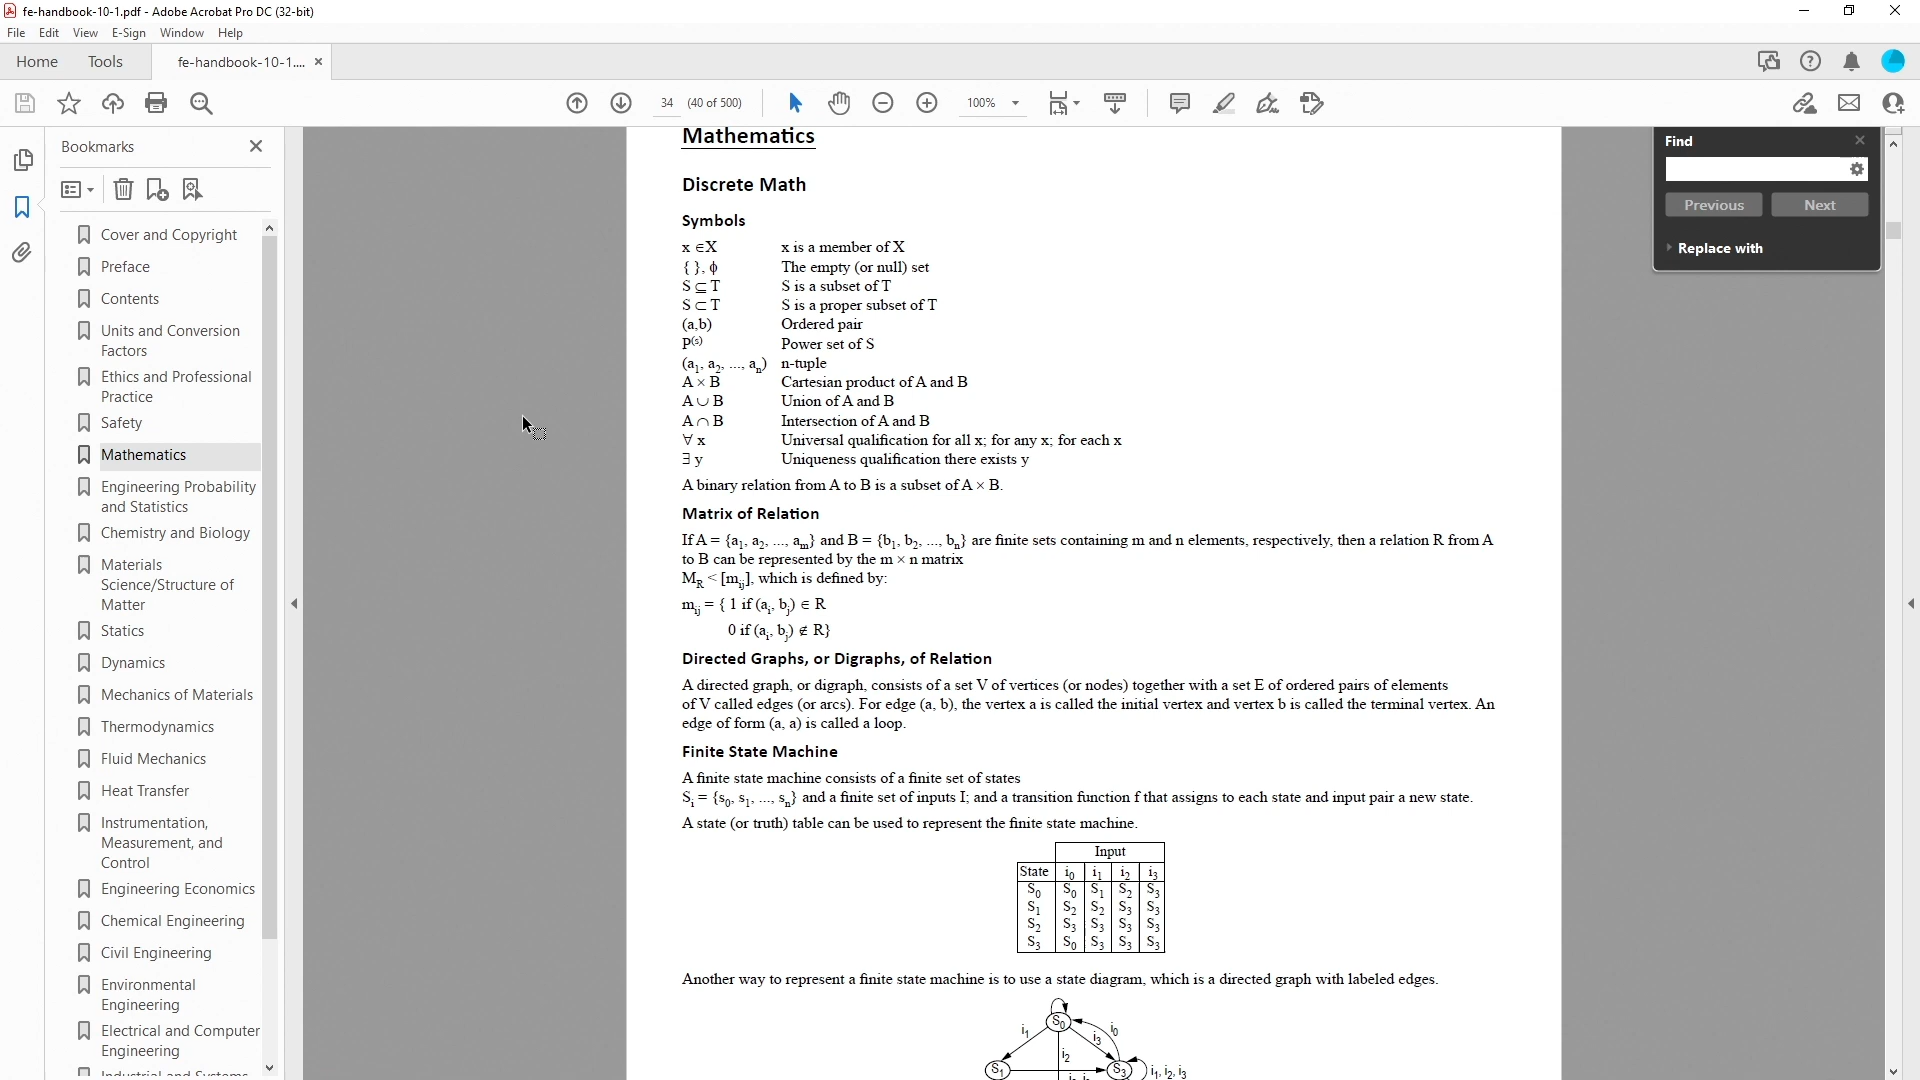 fe-handbook-10-1.pdf - Adobe Acrobat Pro DC (32-bit)
File Edit View E-Sign Window Help
Home Tools fe-handbook-10-1.... ×
34 (40 of 500) 100%
Bookmarks
Cover and Copyright
Preface
Contents
Units and Conversion
Factors
Ethics and Professional
Practice
Safety
Mathematics
Engineering Probability
and Statistics
Chemistry and Biology
Materials
Science/Structure of
Matter
Statics
Dynamics
Mechanics of Materials
Thermodynamics
Fluid Mechanics
Heat Transfer
Instrumentation,
Measurement, and
Control
Engineering Economics
Chemical Engineering
Civil Engineering
Environmental
Engineering
Electrical and Computer
Engineering
Industrial and Systems
Mathematics
Discrete Math
Symbols
x ∈X x is a member of X
{ }, ϕ The empty (or null) set
S ⊆ T S is a subset of T
S ⊂ T S is a proper subset of T
(a,b) Ordered pair
P(s) Power set of S
(a1, a2, ..., an) n-tuple
A × B Cartesian product of A and B
A ∪ B Union of A and B
A ∩ B Intersection of A and B
∀ x Universal qualification for all x; for any x; for each x
∃ y Uniqueness qualification there exists y
A binary relation from A to B is a subset of A × B.
Matrix of Relation
If A = {a1, a2, ..., am} and B = {b1, b2, ..., bn} are finite sets containing m and n elements, respectively, then a relation R from A
to B can be represented by the m × n matrix
MR < [mij], which is defined by:
mij = { 1 if (ai, bj) ∈ R
0 if (ai, bj) ∉ R}
Directed Graphs, or Digraphs, of Relation
A directed graph, or digraph, consists of a set V of vertices (or nodes) together with a set E of ordered pairs of elements
of V called edges (or arcs). For edge (a, b), the vertex a is called the initial vertex and vertex b is called the terminal vertex. An
edge of form (a, a) is called a loop.
Finite State Machine
A finite state machine consists of a finite set of states
Si = {s0, s1, ..., sn} and a finite set of inputs I; and a transition function f that assigns to each state and input pair a new state.
A state (or truth) table can be used to represent the finite state machine.
Input
State i0 i1 i2 i3
S0 S0 S1 S2 S3
S1 S2 S2 S3 S3
S2 S3 S3 S3 S3
S3 S0 S3 S3 S3
Another way to represent a finite state machine is to use a state diagram, which is a directed graph with labeled edges.
S0
i1 i0
i3
i2
S1 S3 i1, i2, i3
Find
Previous Next
Replace with